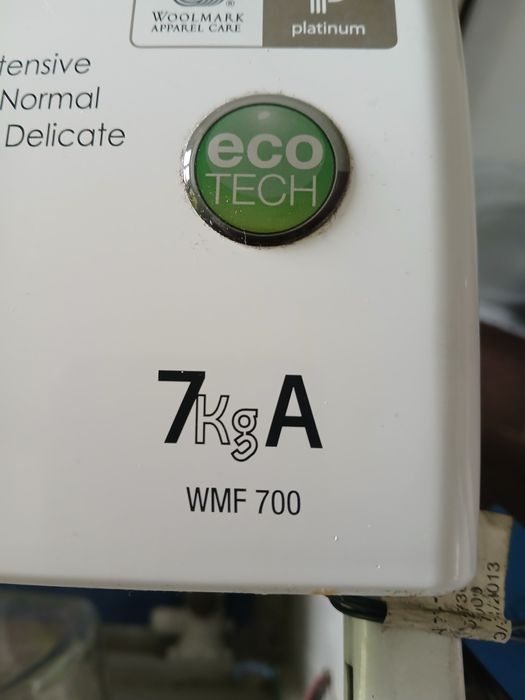 WOOLMARK
APPAREL CARE
platinum
tensive
Normal
Delicate
eco
TECH
7Kg A
WMF 700